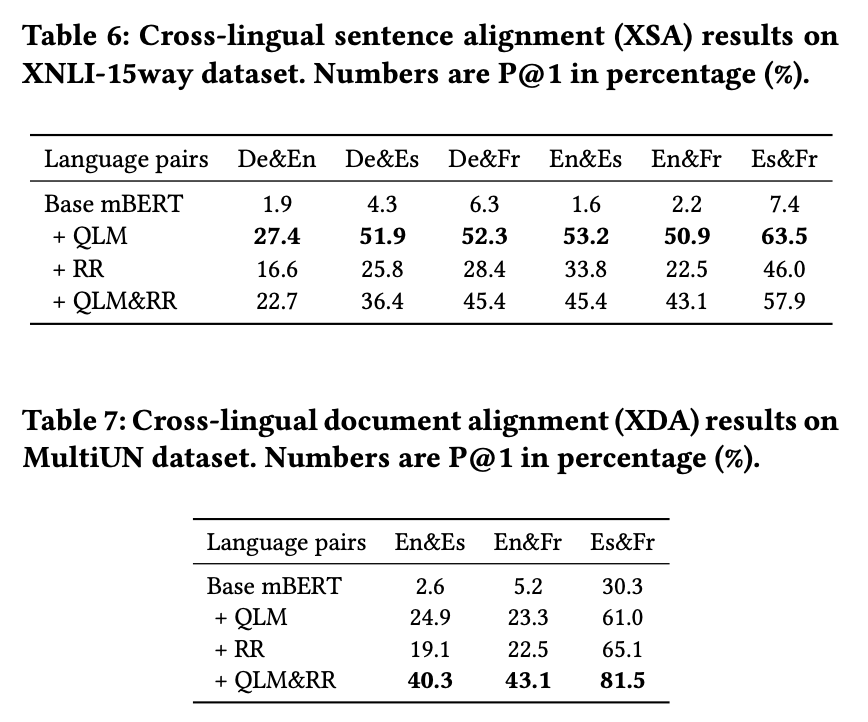 Table 6: Cross-lingual sentence alignment (XSA) results on
XNLI-15way dataset. Numbers are P@1 in percentage (%).
Language pairs De&En De&Es De&Fr En&Es En&Fr Es&Fr
Base mBERT 1.9 4.3 6.3 1.6 2.2 7.4
+ QLM 27.4 51.9 52.3 53.2 50.9 63.5
+ RR 16.6 25.8 28.4 33.8 22.5 46.0
+ QLM&RR 22.7 36.4 45.4 45.4 43.1 57.9
Table 7: Cross-lingual document alignment (XDA) results on
MultiUN dataset. Numbers are P@1 in percentage (%).
Language pairs En&Es En&Fr Es&Fr
Base mBERT 2.6 5.2 30.3
+ QLM 24.9 23.3 61.0
+ RR 19.1 22.5 65.1
+ QLM&RR 40.3 43.1 81.5